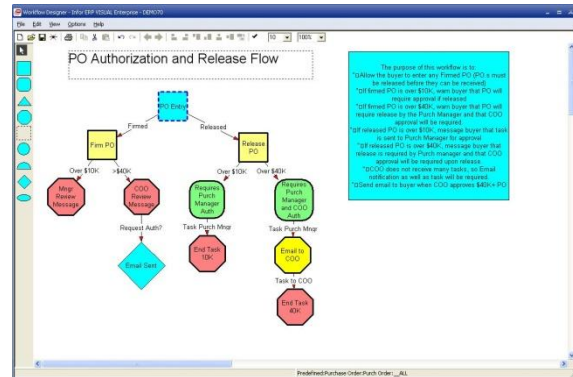 Workflow Designer - Infor ERP VISUAL Enterprise - DEMO70
File Edit View Options Help
10 100%
PO Authorization and Release Flow
PO Entry
Firmed
Released
Firm PO
Release
PO
Over $10K
>$40K
Over $10K
Over $40K
Mngr
Review
Message
COO
Review
Message
Requires
Purch
Manager
Auth
Requires
Purch
Manager
and COO
Auth
Request Auth?
Task Purch Mngr
Task Purch Mngr
Email Sent
End Task
10K
Email to
COO
Task to COO
End Task
40K
The purpose of this workflow is to:
Allow the buyer to enter any Firmed PO (PO's must
be released before they can be received)
If firmed PO is over $10K, warn buyer that PO will
require approval if released
If firmed PO is over $40K, warn buyer that PO will
require release by the Purch Manager and that COO
approval will be required
If released PO is over $10K, message buyer that task
is sent to Purch Manager for approval
If released PO is over $40K, message buyer that
release is required by Purch manager and that COO
approval will be required upon release
COO does not receive many tasks, so Email
notification as well as task will be required.
Send email to buyer when COO approves $40K+ PO
Predefined:Purchase Order:Purch Order:__ALL